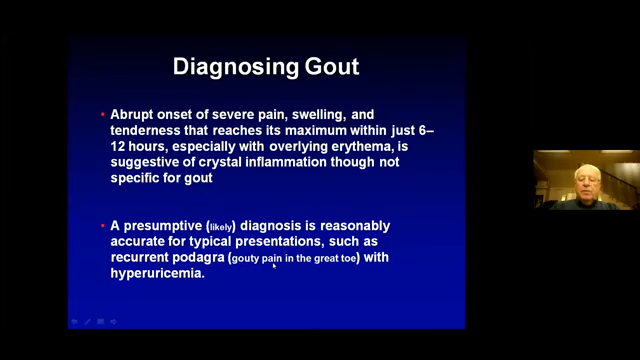 Diagnosing Gout
• Abrupt onset of severe pain, swelling, and
tenderness that reaches its maximum within just 6–
12 hours, especially with overlying erythema, is
suggestive of crystal inflammation though not
specific for gout
• A presumptive (likely) diagnosis is reasonably
accurate for typical presentations, such as
recurrent podagra (gouty pain in the great toe) with
hyperuricemia.